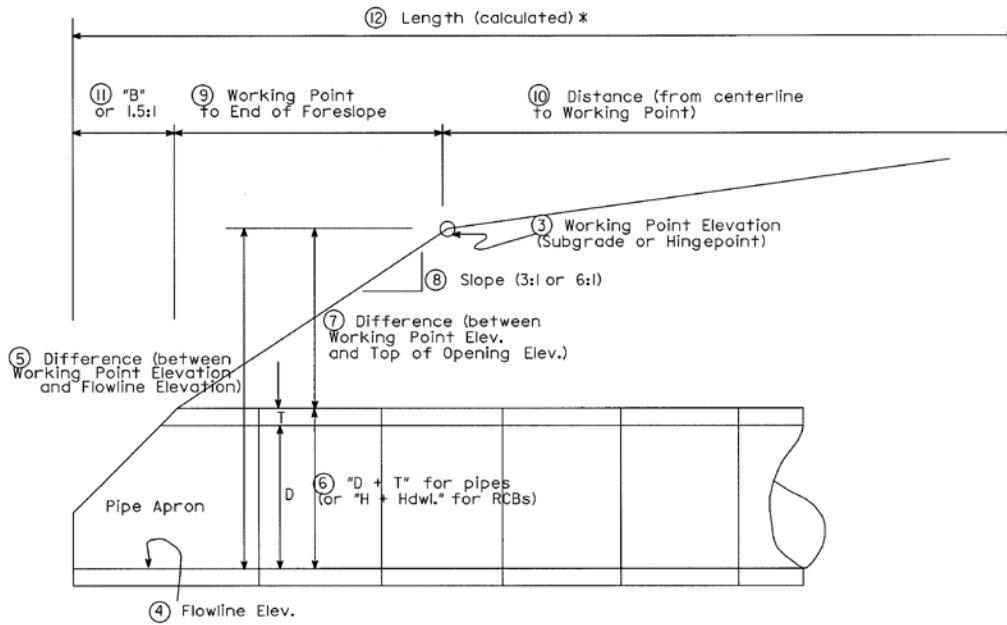 ⑫ Length (calculated) *
⑪ "B"
or 1.5:1
⑨ Working Point
to End of Foreslope
⑩ Distance (from centerline
to Working Point)
③ Working Point Elevation
(Subgrade or Hingepoint)
⑧ Slope (3:1 or 6:1)
⑦ Difference (between
Working Point Elev.
and Top of Opening Elev.)
⑤ Difference (between
Working Point Elevation
and Flowline Elevation)
T
D
⑥ "D + T" for pipes
(or "H + Hdwl." for RCBs)
Pipe Apron
④ Flowline Elev.